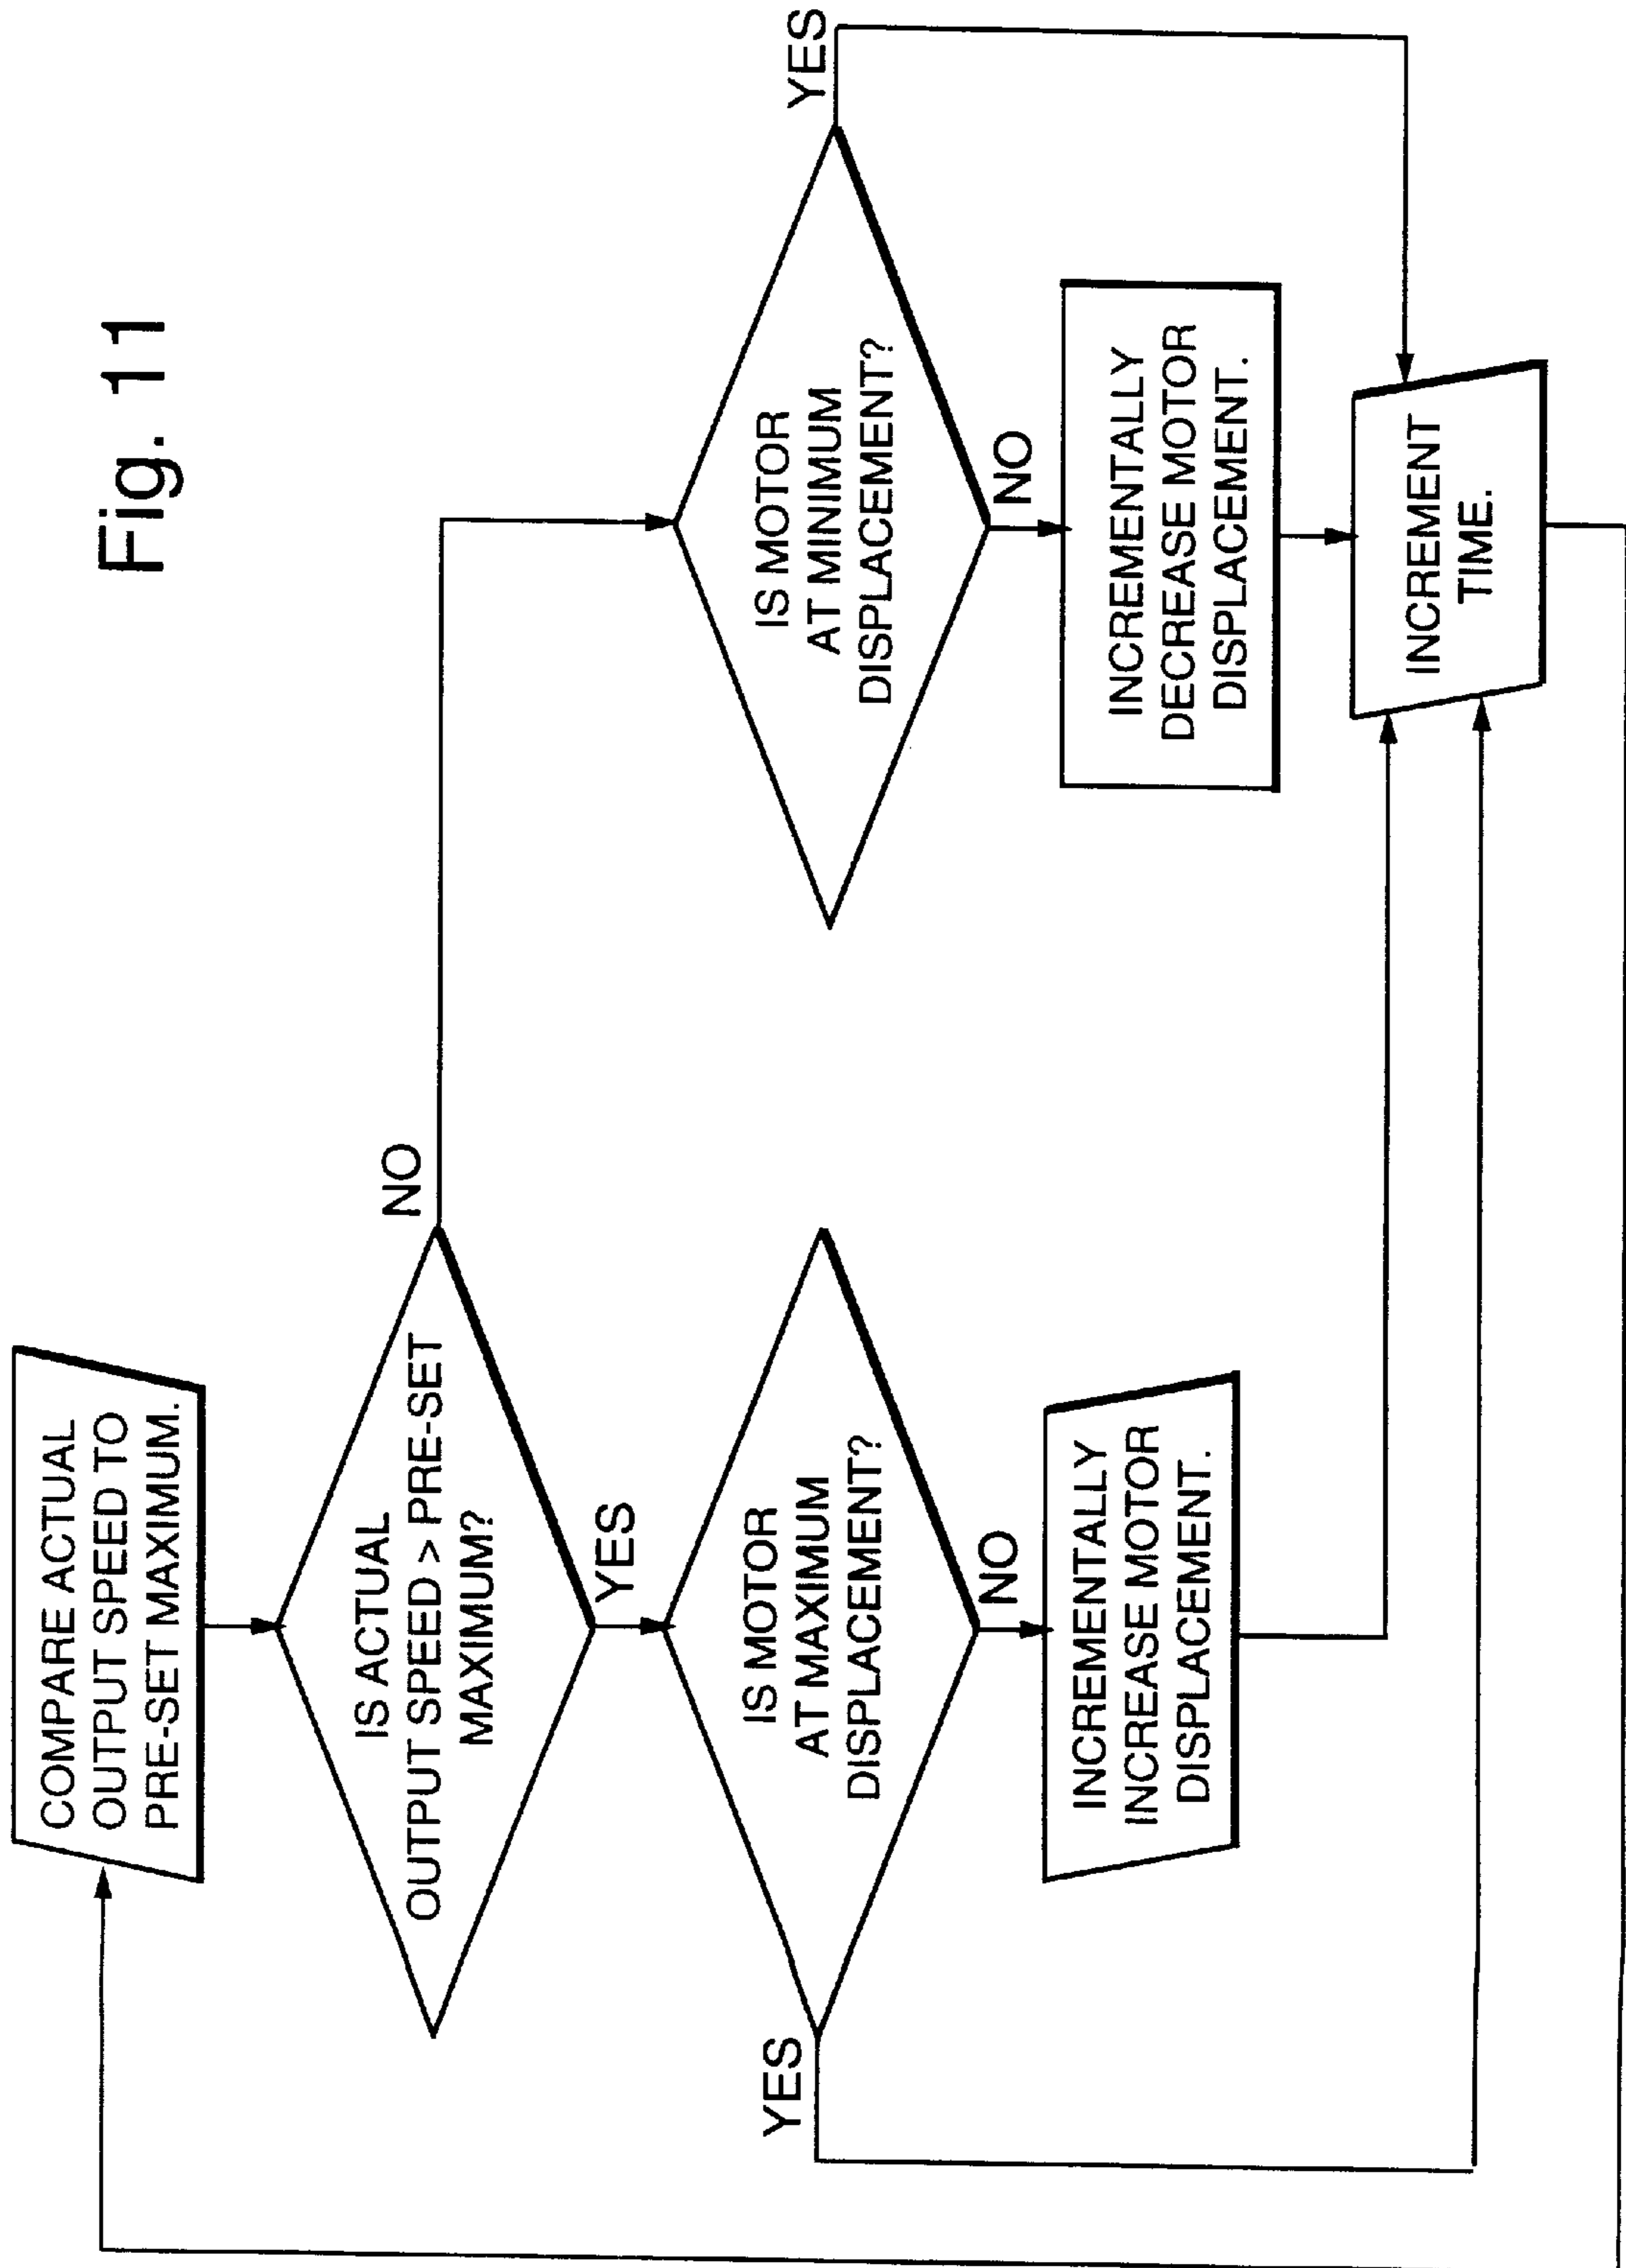 Fig. 11
COMPARE ACTUAL
OUTPUT SPEED TO
PRE-SET MAXIMUM.
IS ACTUAL
OUTPUT SPEED > PRE-SET
MAXIMUM?
NO
YES
IS MOTOR
AT MAXIMUM
DISPLACEMENT?
YES
NO
INCREMENTALLY
INCREASE MOTOR
DISPLACEMENT.
IS MOTOR
AT MINIMUM
DISPLACEMENT?
YES
NO
INCREMENTALLY
DECREASE MOTOR
DISPLACEMENT.
INCREMENT
TIME.